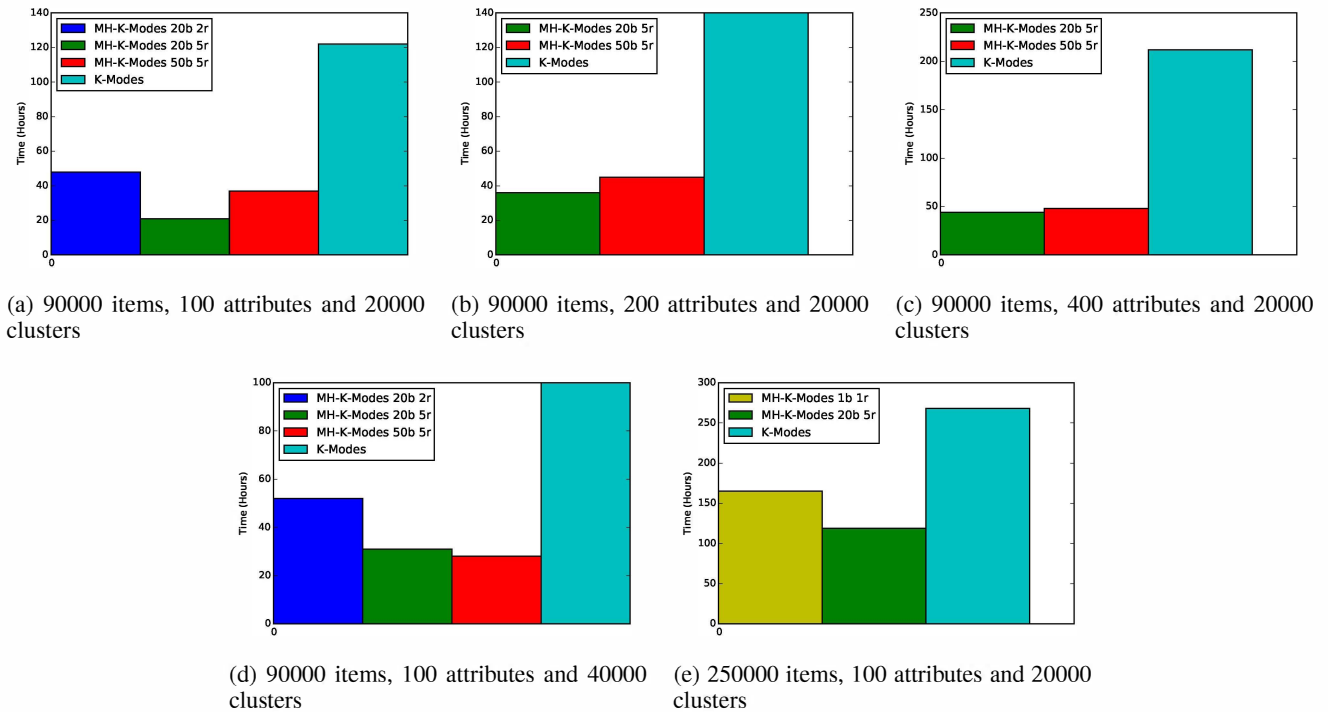 140
120
100
80
60
40
20
0
0
Time (Hours)
MH-K-Modes 20b 2r
MH-K-Modes 20b 5r
MH-K-Modes 50b 5r
K-Modes
(a) 90000 items, 100 attributes and 20000
clusters
140
120
100
80
60
40
20
0
0
Time (Hours)
MH-K-Modes 20b 5r
MH-K-Modes 50b 5r
K-Modes
(b) 90000 items, 200 attributes and 20000
clusters
250
200
150
100
50
0
0
Time (Hours)
MH-K-Modes 20b 5r
MH-K-Modes 50b 5r
K-Modes
(c) 90000 items, 400 attributes and 20000
clusters
100
80
60
40
20
0
0
Time (Hours)
MH-K-Modes 20b 2r
MH-K-Modes 20b 5r
MH-K-Modes 50b 5r
K-Modes
(d) 90000 items, 100 attributes and 40000
clusters
300
250
200
150
100
50
0
0
Time (Hours)
MH-K-Modes 1b 1r
MH-K-Modes 20b 5r
K-Modes
(e) 250000 items, 100 attributes and 20000
clusters